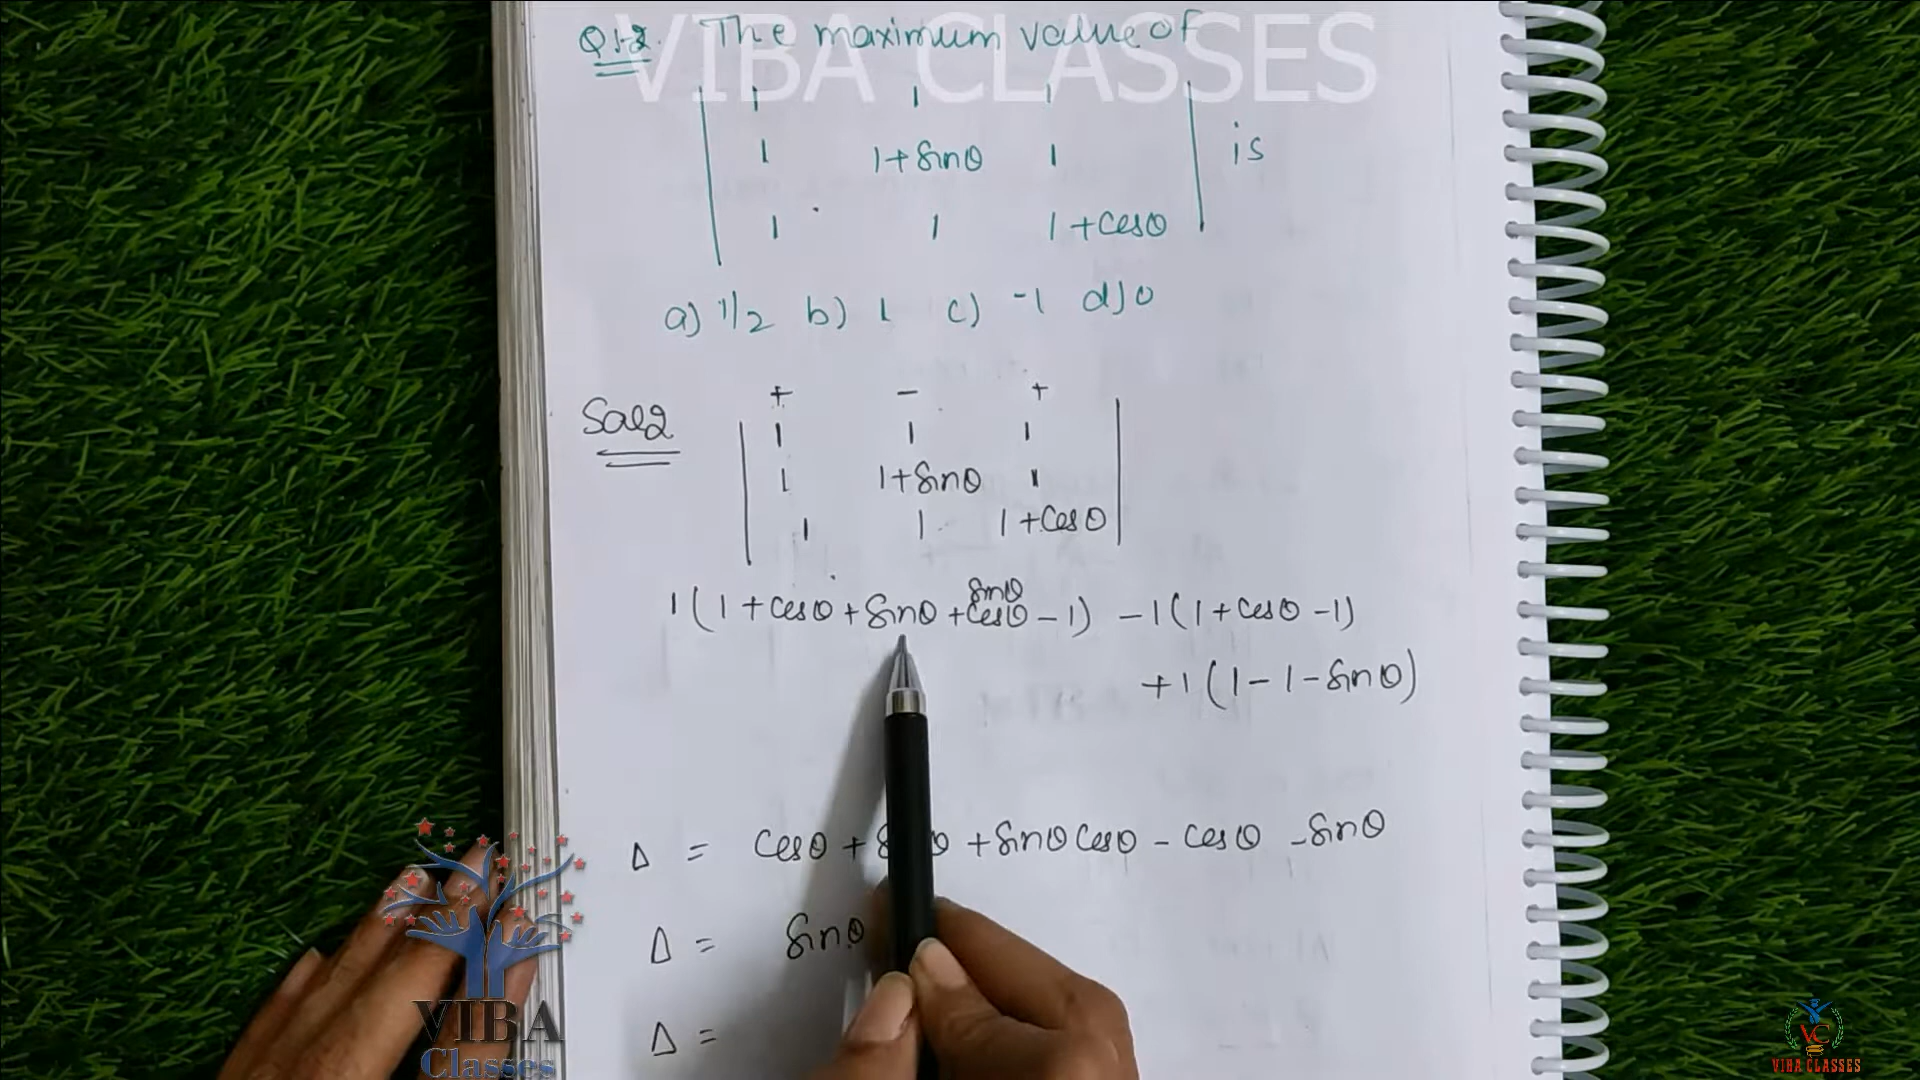 VIBA CLASSES
Q1-2. The maximum value of
1 1 1
1 1+sinθ 1 is
1 1 1+cosθ
a) 1/2 b) 1 c) -1 d) 0
+ - +
1 1 1
1 1+sinθ 1
1 1 1+cosθ
sinθ
1(1+cosθ+sinθ+cosθ-1) -1(1+cosθ-1)
+1(1-1-sinθ)
Δ = cosθ + +sinθcosθ - cosθ -sinθ
Δ = sinθ
Δ =
VIBA
Classes
VC
VIBA CLASSES